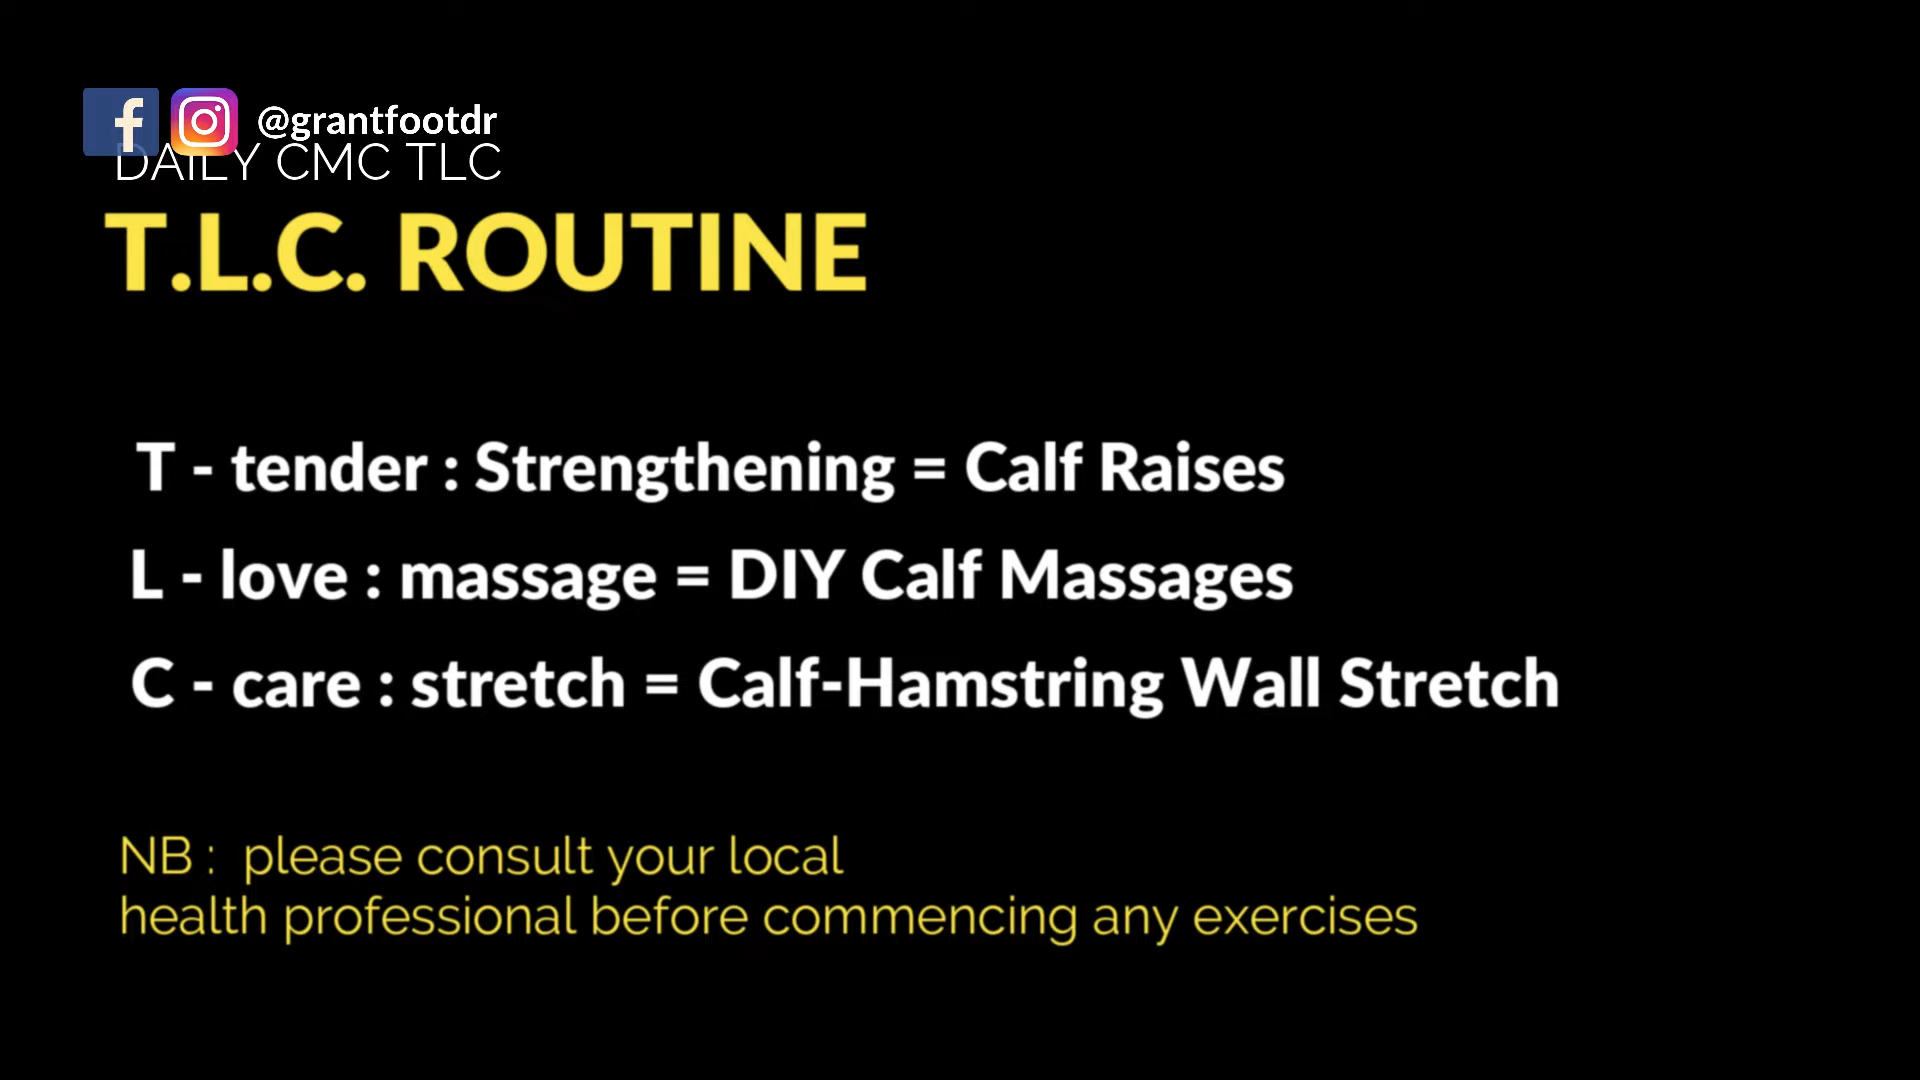 @grantfootdr
DAILY CMC TLC
T.L.C. ROUTINE
T - tender : Strengthening = Calf Raises
L - love : massage = DIY Calf Massages
C - care : stretch = Calf-Hamstring Wall Stretch
NB : please consult your local
health professional before commencing any exercises